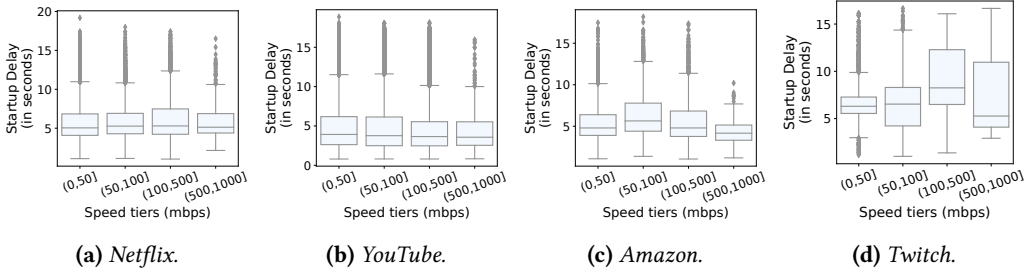 Startup Delay
(in seconds)
20
15
10
5
(0,50]
(50,100]
(100,500]
(500,1000]
Speed tiers (mbps)
(a) Netflix.
Startup Delay
(in seconds)
15
10
5
0
(0,50]
(50,100]
(100,500]
(500,1000]
Speed tiers (mbps)
(b) YouTube.
Startup Delay
(in seconds)
15
10
5
(0,50]
(50,100]
(100,500]
(500,1000]
Speed tiers (mbps)
(c) Amazon.
Startup Delay
(in seconds)
15
10
5
(0,50]
(50,100]
(100,500]
(500,1000]
Speed tiers (mbps)
(d) Twitch.